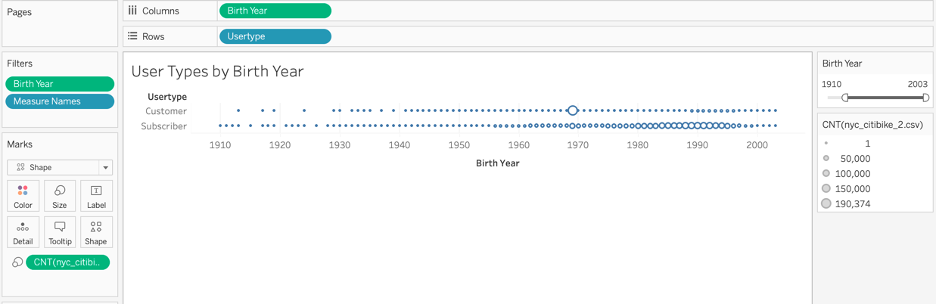 Pages
Columns
Birth Year
Rows
Usertype
Filters
Birth Year
Measure Names
Marks
Shape
Color
Size
Label
Detail
Tooltip
Shape
CNT(nyc_citibi..
User Types by Birth Year
Usertype
Customer
Subscriber
1910 1920 1930 1940 1950 1960 1970 1980 1990 2000
Birth Year
Birth Year
1910 2003
CNT(nyc_citibike_2.csv)
1
50,000
100,000
150,000
190,374